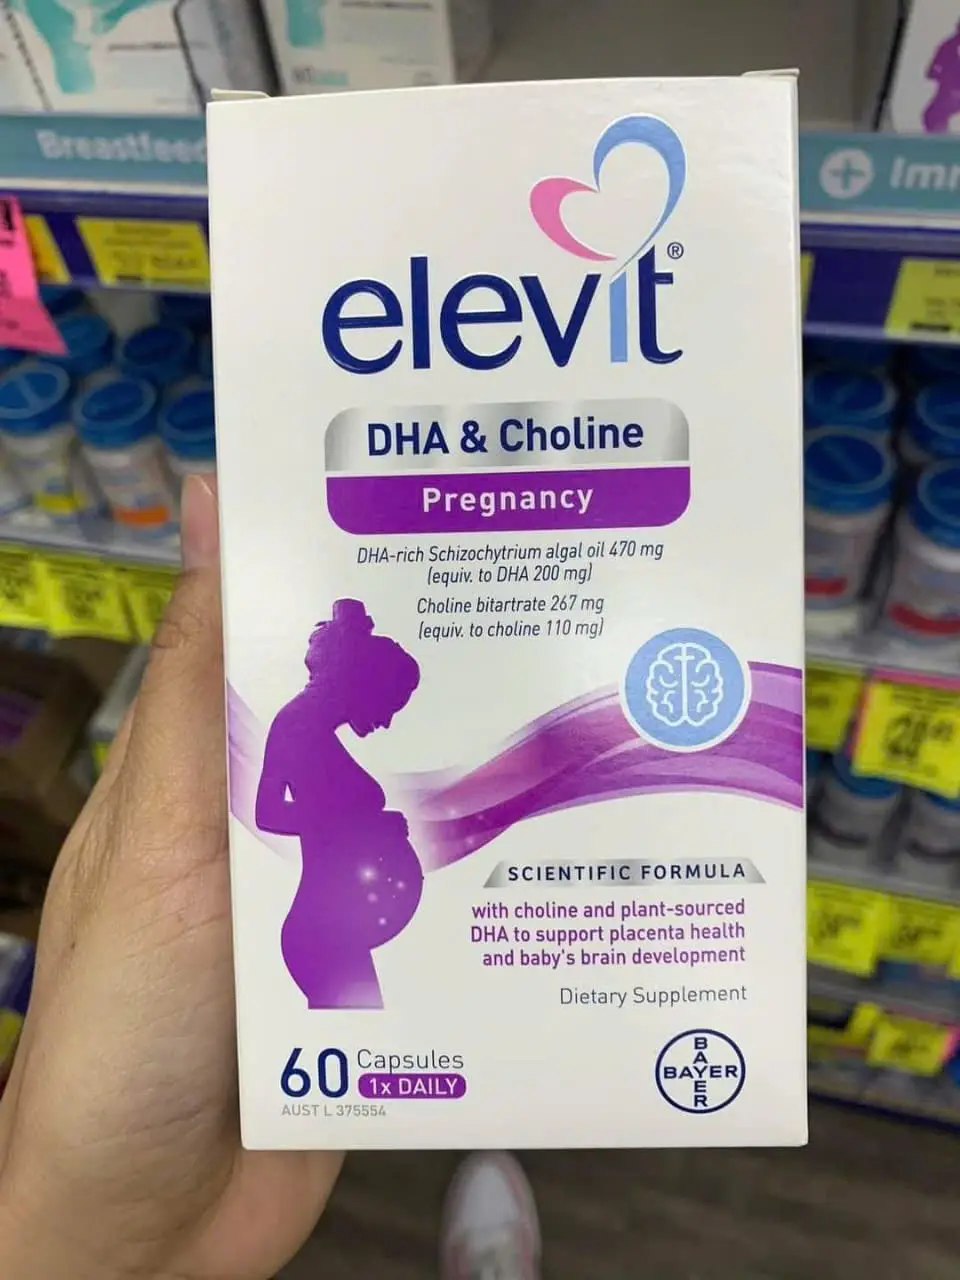 Breastfeed
Imm
elevit®
DHA & Choline
Pregnancy
DHA-rich Schizochytrium algal oil 470 mg
(equiv. to DHA 200 mg)
Choline bitartrate 267 mg
(equiv. to choline 110 mg)
SCIENTIFIC FORMULA
with choline and plant-sourced
DHA to support placenta health
and baby's brain development
Dietary Supplement
60 Capsules
1x DAILY
AUST L 375554
BAYER
BAYER